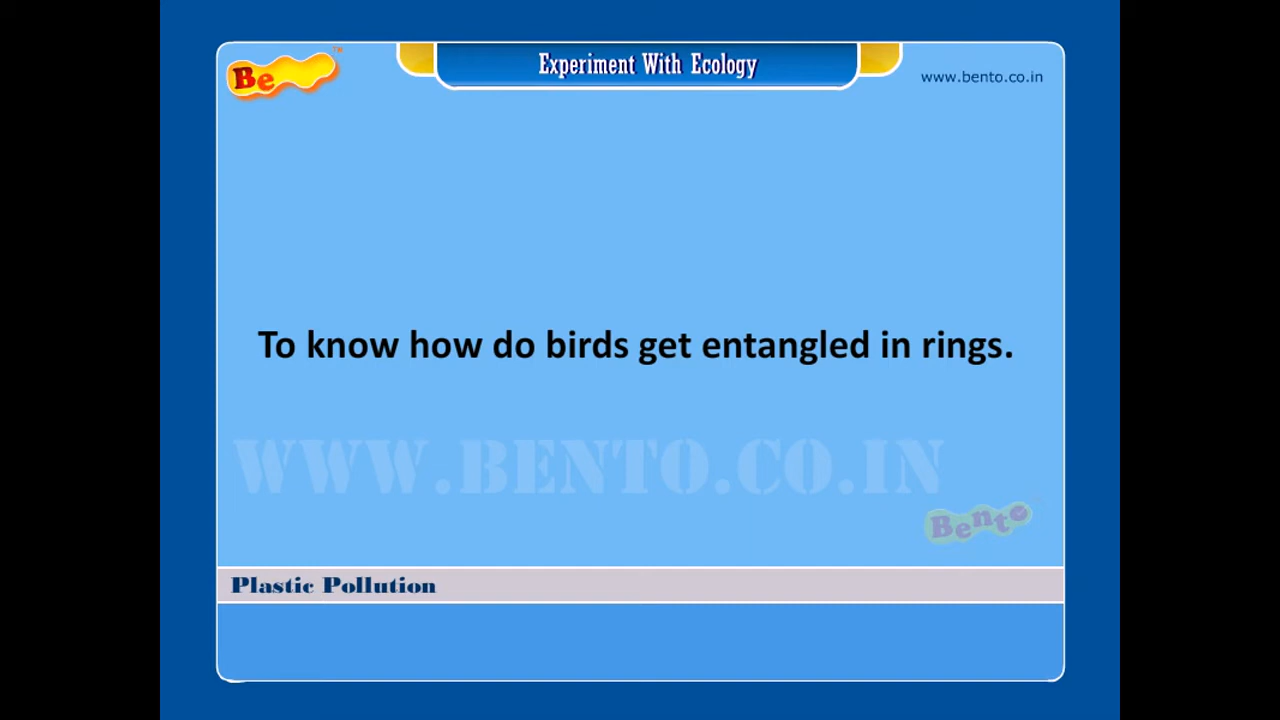 Be
TM
Experiment With Ecology
www.bento.co.in
To know how do birds get entangled in rings.
WWW.BENTO.CO.IN
Bento
Plastic Pollution